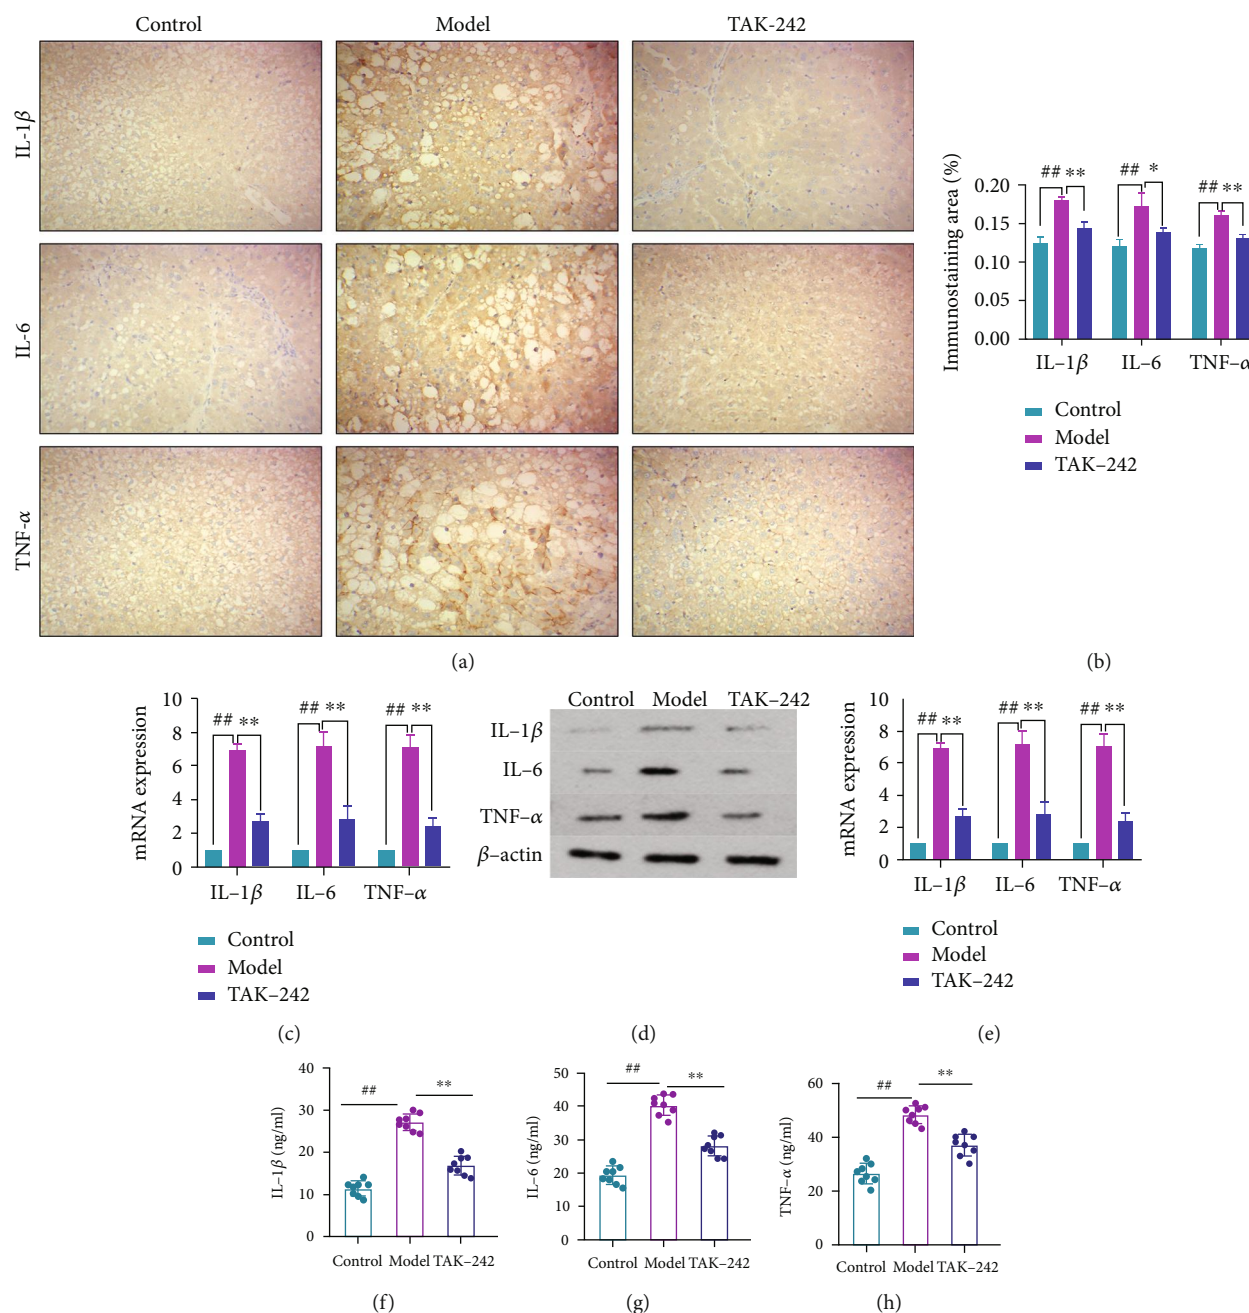 Control Model TAK-242
IL-1β
IL-6
TNF-α
(a)
Immunostaining area (%)
0.20
0.15
0.10
0.05
0.00
## ** ## * ## **
IL–1β IL–6 TNF–α
Control
Model
TAK–242
(b)
mRNA expression
10
8
6
4
2
0
## ** ## ** ## **
IL–1β IL–6 TNF–α
Control
Model
TAK–242
(c)
Control Model TAK–242
IL–1β
IL–6
TNF–α
β–actin
(d)
mRNA expression
10
8
6
4
2
0
## ** ## ** ## **
IL–1β IL–6 TNF–α
Control
Model
TAK–242
(e)
IL–1β (ng/ml)
40
30
20
10
0
## **
Control Model TAK–242
(f)
IL–6 (ng/ml)
50
40
30
20
10
0
## **
Control Model TAK–242
(g)
TNF–α (ng/ml)
60
40
20
0
## **
Control Model TAK–242
(h)